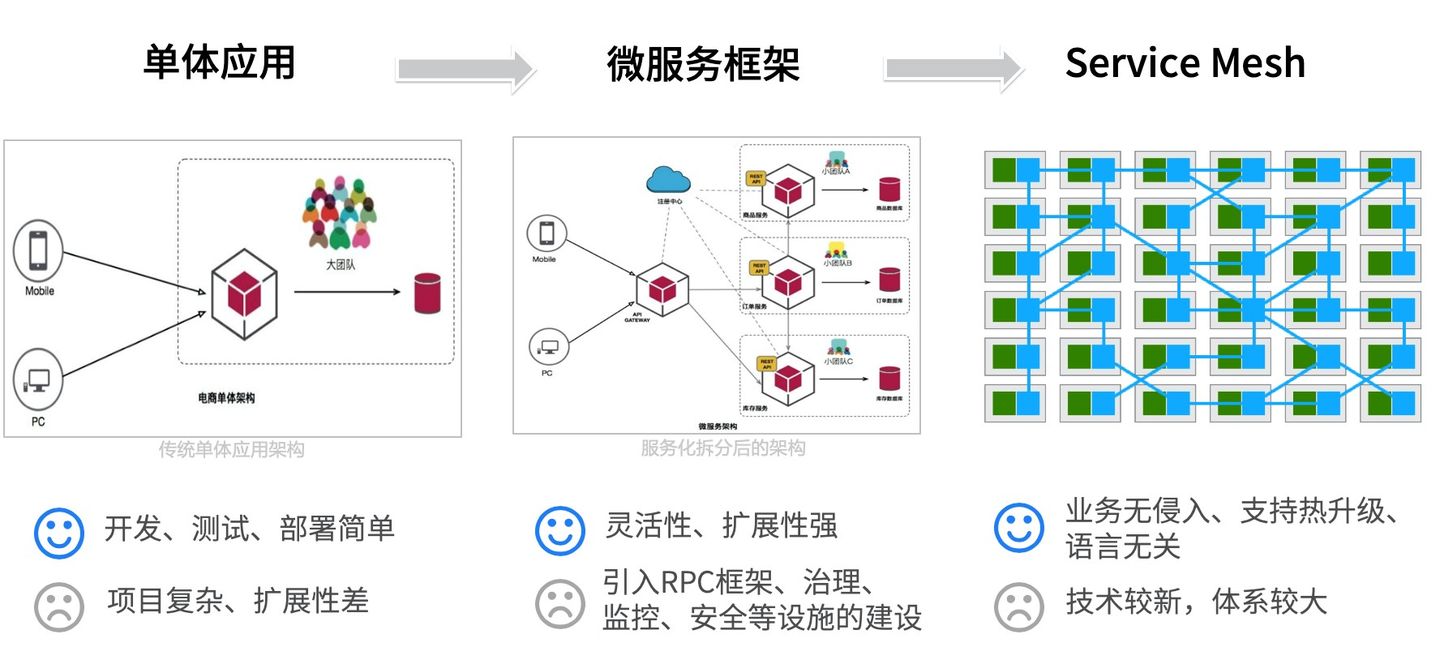 单体应用
微服务框架
Service Mesh
Mobile
PC
大团队
电商单体架构
传统单体应用架构
注册中心
Mobile
PC
API
GATEWAY
REST
API
小团队A
商品服务
商品数据库
REST
API
小团队B
订单服务
订单数据库
REST
API
小团队C
库存服务
库存数据库
微服务架构
服务化拆分后的架构
开发、测试、部署简单
项目复杂、扩展性差
灵活性、扩展性强
引入RPC框架、治理、
监控、安全等设施的建设
业务无侵入、支持热升级、
语言无关
技术较新，体系较大